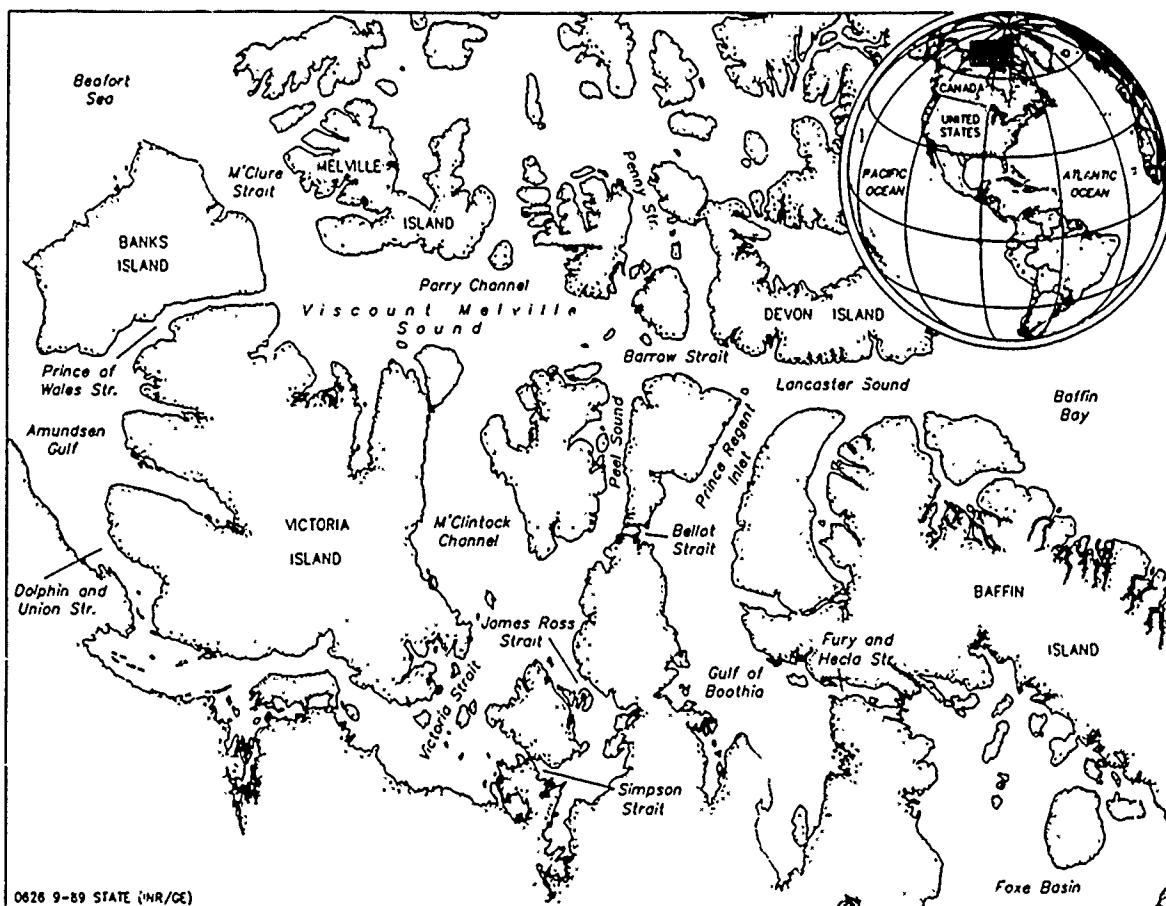 Beafort
Sea
M'Clure
Strait
MELVILLE
ISLAND
BANKS
ISLAND
Penny Str.
CANADA
UNITED
STATES
PACIFIC
OCEAN
ATLANTIC
OCEAN
Parry Channel
Viscount Melville
Sound
DEVON ISLAND
Barrow Strait
Lancaster Sound
Prince of
Wales Str.
Baffin
Bay
Amundsen
Gulf
Peel Sound
Prince Regent
Inlet
VICTORIA
ISLAND
M'Clintock
Channel
Bellot
Strait
Dolphin and
Union Str.
BAFFIN
ISLAND
James Ross
Strait
Fury and
Hecla Str.
Gulf of
Boothia
Victoria Strait
Simpson
Strait
Foxe Basin
0626 9-89 STATE (INR/GE)